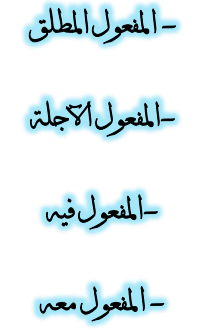 - المفعول المطلق
-المفعول الاجلة
-المفعول فيه
- المفعول معه